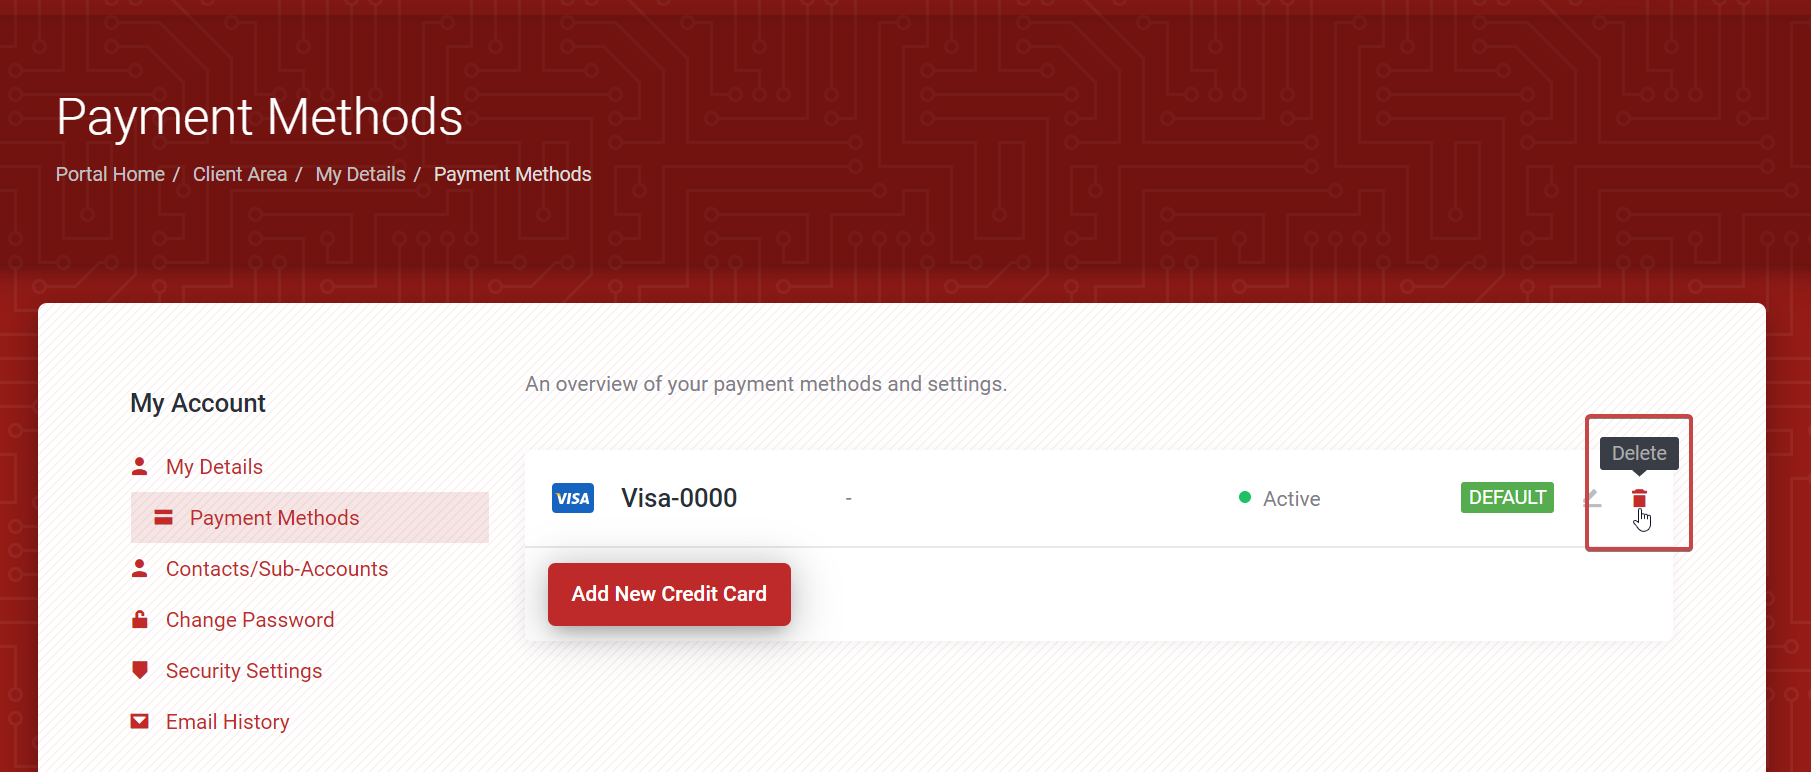 Payment Methods
Portal Home / Client Area / My Details / Payment Methods
An overview of your payment methods and settings.
My Account
My Details
Payment Methods
Contacts/Sub-Accounts
Change Password
Security Settings
Email History
Delete
VISA Visa-0000 - Active DEFAULT
Add New Credit Card